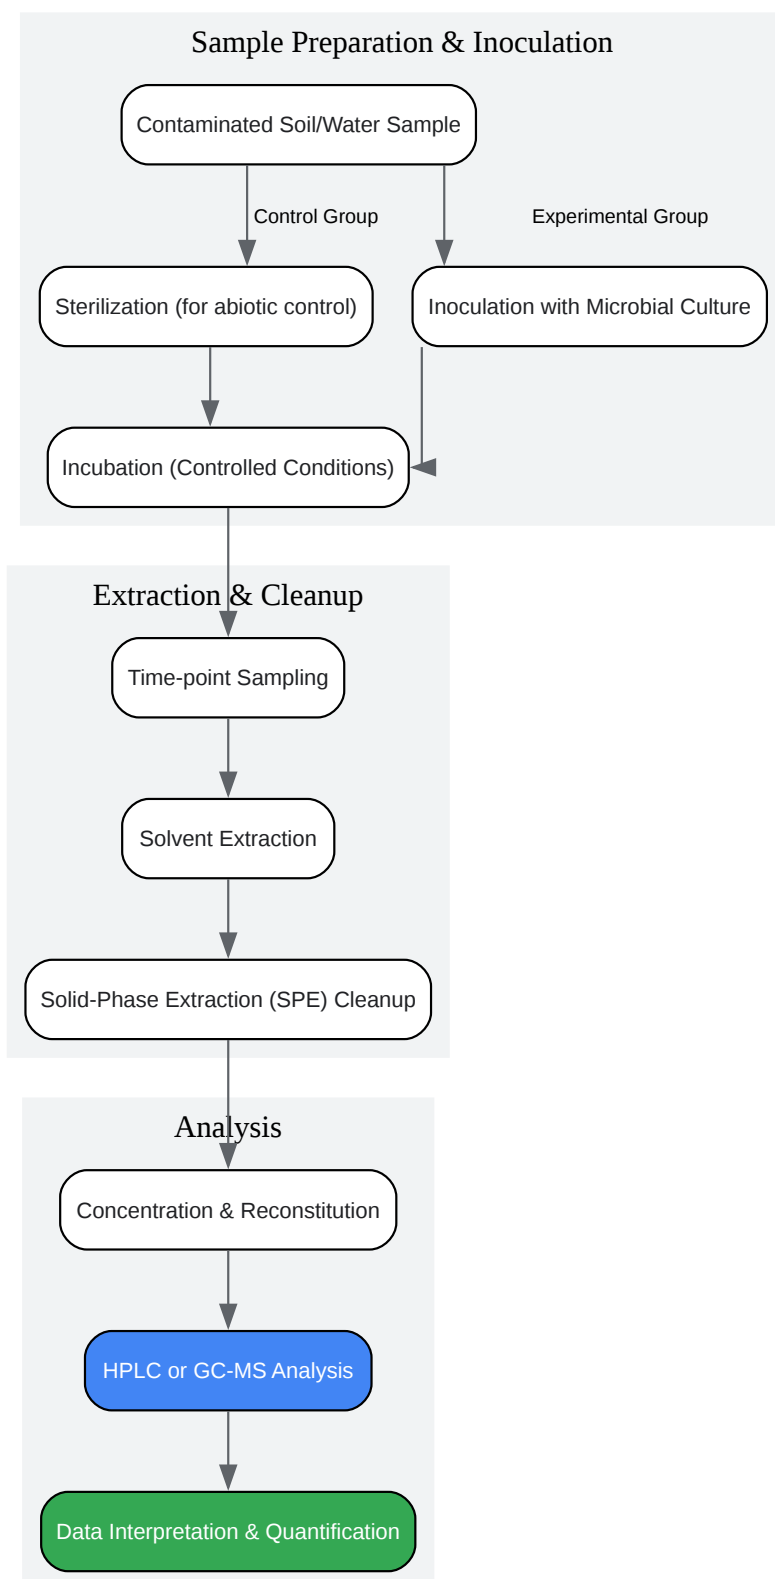 Sample Preparation & Inoculation
Contaminated Soil/Water Sample
Control Group
Experimental Group
Sterilization (for abiotic control)
Inoculation with Microbial Culture
Incubation (Controlled Conditions)
Extraction & Cleanup
Time-point Sampling
Solvent Extraction
Solid-Phase Extraction (SPE) Cleanup
Analysis
Concentration & Reconstitution
HPLC or GC-MS Analysis
Data Interpretation & Quantification